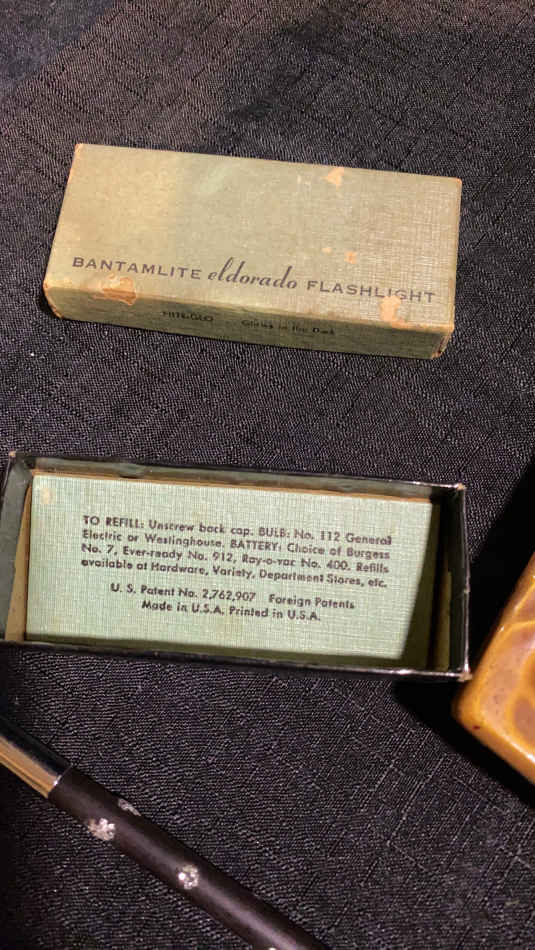 BANTAMLITE eldorado FLASHLIGHT
NITE-GLO Glows in the Dark
TO REFILL: Unscrew back cap. BULB: No. 112 General
Electric or Westinghouse. BATTERY: Choice of Burgess
No. 7, Ever-ready No. 912, Ray-o-vac No. 400. Refills
available at Hardware, Variety, Department Stores, etc.
U. S. Patent No. 2,762,907 Foreign Patents
Made in U.S.A. Printed in U.S.A.